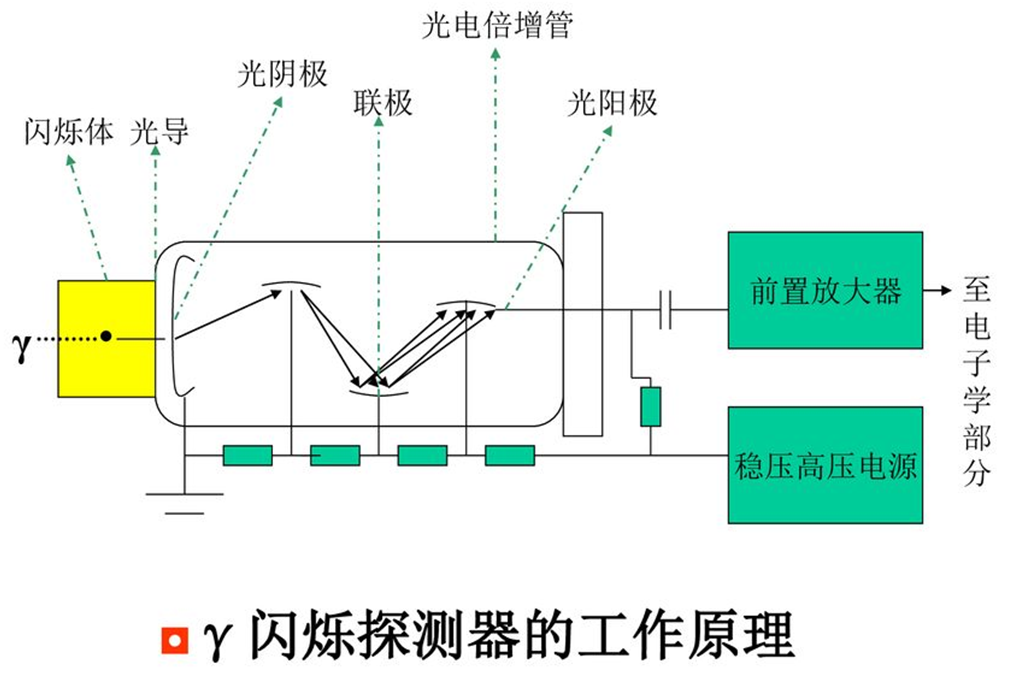 光电倍增管
光阴极
联极
光阳极
闪烁体
光导
γ
前置放大器
至电子学部分
稳压高压电源
γ 闪烁探测器的工作原理